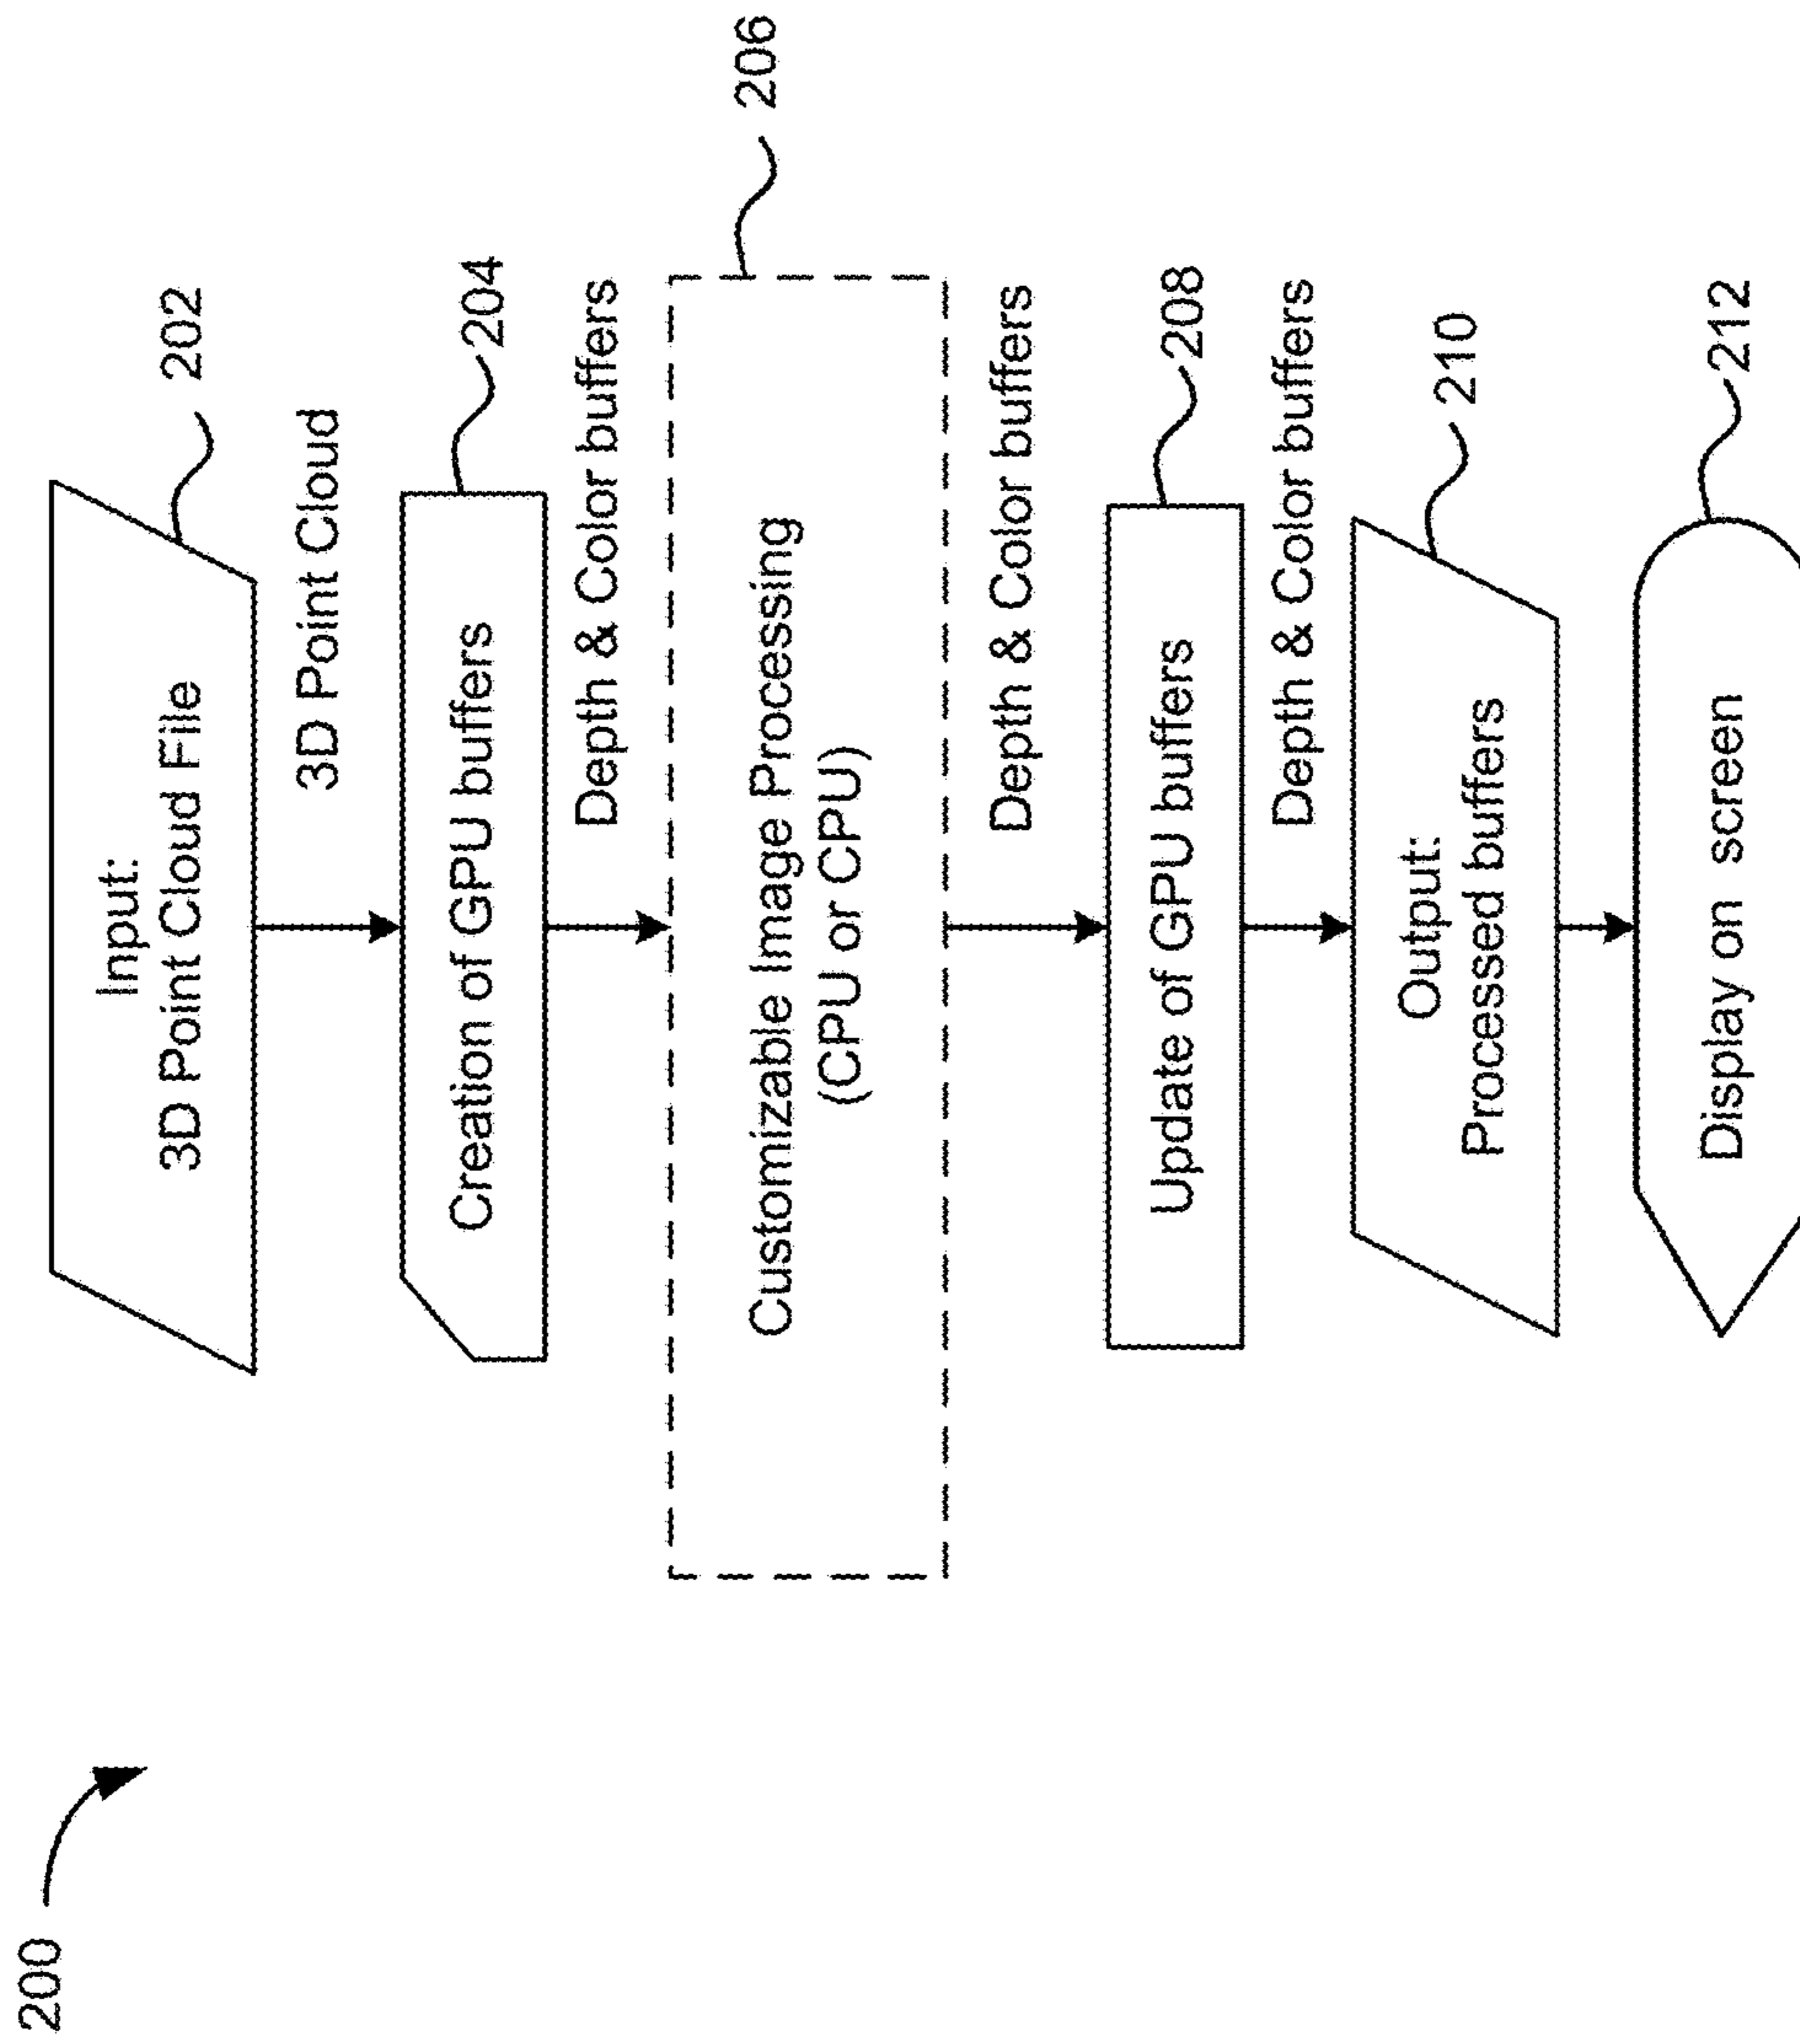 200
Input:
3D Point Cloud File
202
3D Point Cloud
Creation of GPU buffers
204
Depth & Color buffers
Customizable Image Processing
(CPU or CPU)
206
Depth & Color buffers
Update of GPU buffers
208
Depth & Color buffers
Output:
Processed buffers
210
Display on screen
212